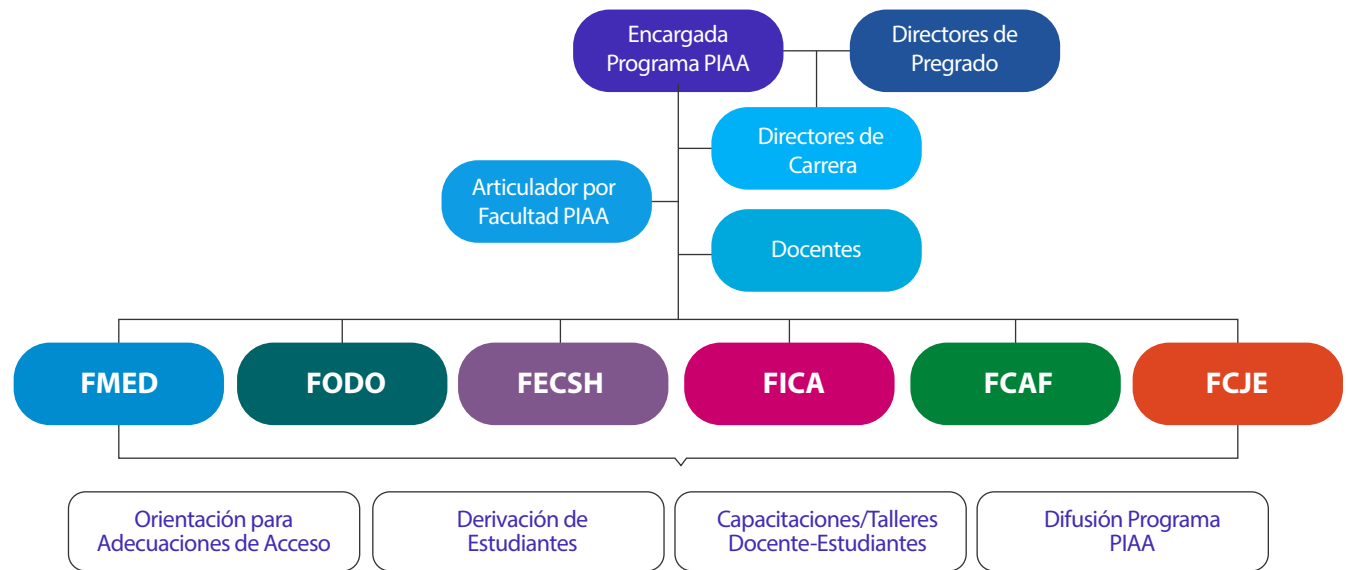 Encargada
Programa PIAA
Directores de
Pregrado
Directores de
Carrera
Articulador por
Facultad PIAA
Docentes
FMED
FODO
FECSH
FICA
FCAF
FCJE
Orientación para
Adecuaciones de Acceso
Derivación de
Estudiantes
Capacitaciones/Talleres
Docente-Estudiantes
Difusión Programa
PIAA